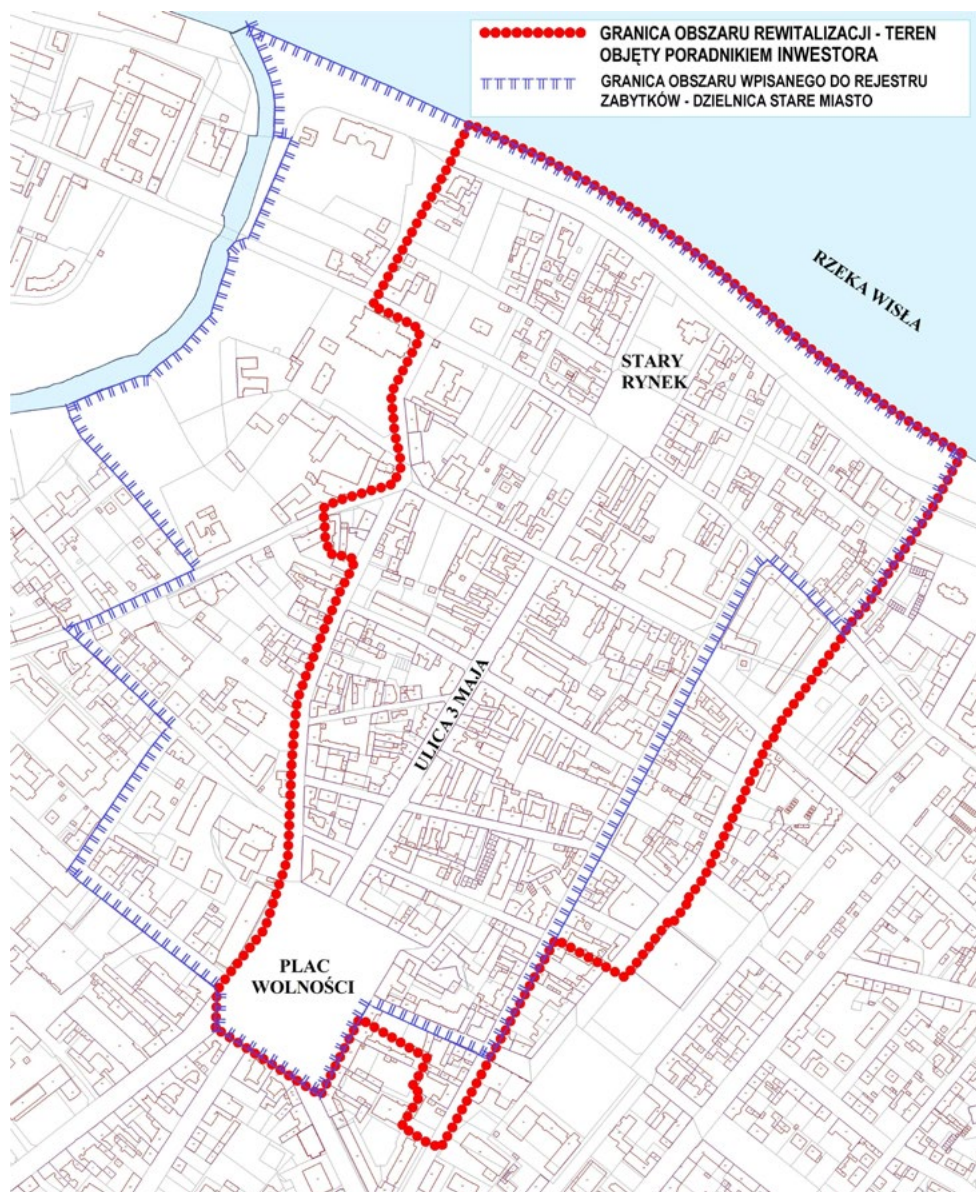 GRANICA OBSZARU REWITALIZACJI - TEREN
OBJĘTY PORADNIKIEM INWESTORA
GRANICA OBSZARU WPISANEGO DO REJESTRU
ZABYTKÓW - DZIELNICA STARE MIASTO
RZEKA WISŁA
STARY
RYNEK
ULICA 3 MAJA
PLAC
WOLNOŚCI